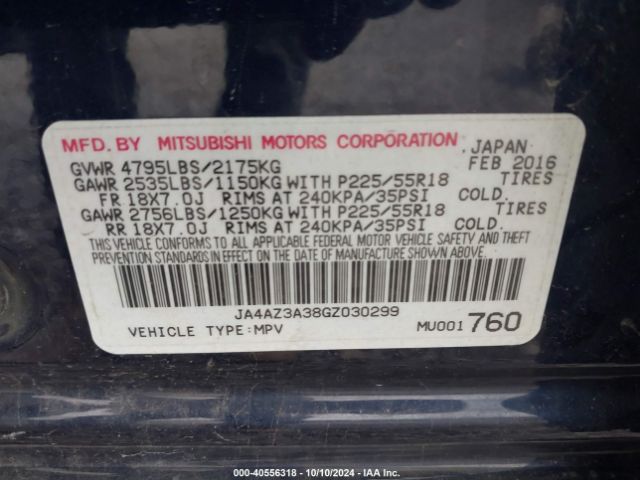 MFD. BY MITSUBISHI MOTORS CORPORATION JAPAN
GVWR 4795LBS/2175KG FEB 2016
GAWR 2535LBS/1150KG WITH P225/55R18 TIRES
FR 18X7.0J RIMS AT 240KPA/35PSI COLD.
GAWR 2756LBS/1250KG WITH P225/55R18 TIRES
RR 18X7.0J RIMS AT 240KPA/35PSI COLD.
THIS VEHICLE CONFORMS TO ALL APPLICABLE FEDERAL MOTOR VEHICLE SAFETY AND THEFT
PREVENTION STANDARDS IN EFFECT ON THE DATE OF MANUFACTURE SHOWN ABOVE.
JA4AZ3A38GZ030299
VEHICLE TYPE:MPV MU001 760
000-40556318 - 10/10/2024 - IAA Inc.